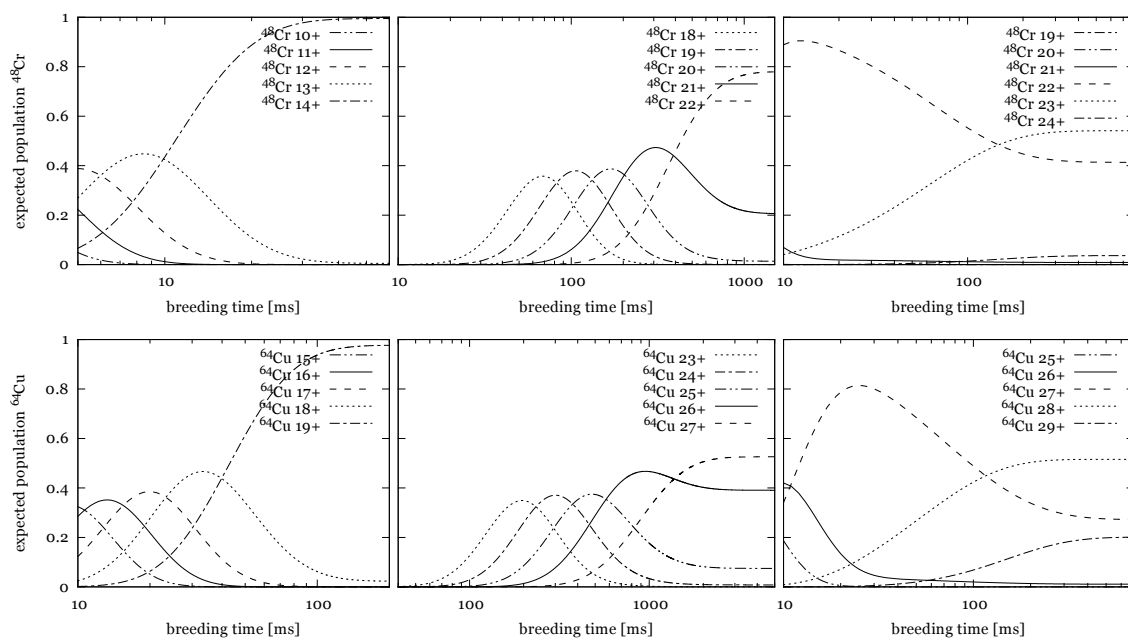 expected population ⁴⁸Cr
1
0.8
0.6
0.4
0.2
0
⁴⁸Cr 10+
⁴⁸Cr 11+
⁴⁸Cr 12+
⁴⁸Cr 13+
⁴⁸Cr 14+
10
breeding time [ms]
⁴⁸Cr 18+
⁴⁸Cr 19+
⁴⁸Cr 20+
⁴⁸Cr 21+
⁴⁸Cr 22+
10 100 1000
breeding time [ms]
⁴⁸Cr 19+
⁴⁸Cr 20+
⁴⁸Cr 21+
⁴⁸Cr 22+
⁴⁸Cr 23+
⁴⁸Cr 24+
10 100
breeding time [ms]
expected population ⁶⁴Cu
1
0.8
0.6
0.4
0.2
0
⁶⁴Cu 15+
⁶⁴Cu 16+
⁶⁴Cu 17+
⁶⁴Cu 18+
⁶⁴Cu 19+
10 100
breeding time [ms]
⁶⁴Cu 23+
⁶⁴Cu 24+
⁶⁴Cu 25+
⁶⁴Cu 26+
⁶⁴Cu 27+
100 1000
breeding time [ms]
⁶⁴Cu 25+
⁶⁴Cu 26+
⁶⁴Cu 27+
⁶⁴Cu 28+
⁶⁴Cu 29+
10 100
breeding time [ms]